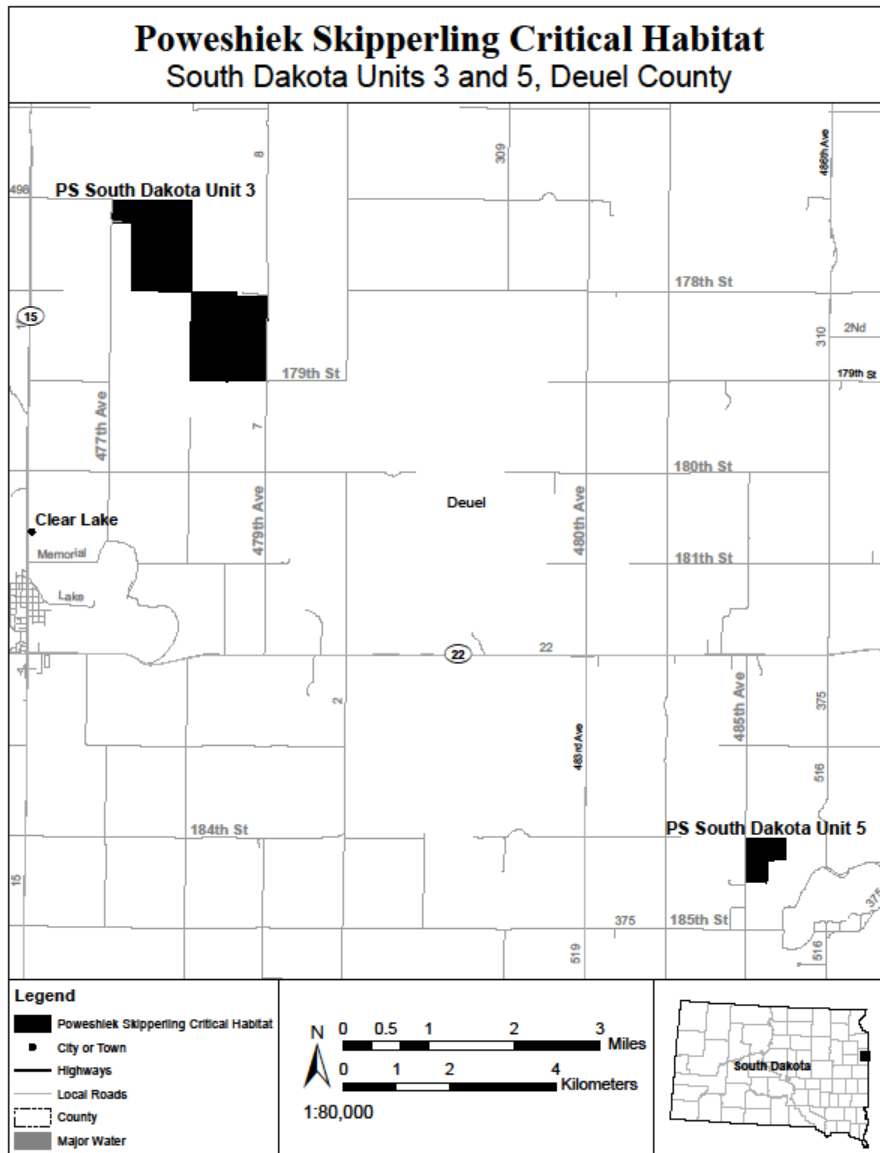 Poweshiek Skipperling Critical Habitat
South Dakota Units 3 and 5, Deuel County
8
309
486th Ave
498
PS South Dakota Unit 3
178th St
15
310
2Nd
179th St
179th St
477th Ave
7
180th St
Deuel
479th Ave
480th Ave
Clear Lake
Memorial
181th St
Lake
22
22
2
485th Ave
375
483rd Ave
516
184th St
PS South Dakota Unit 5
15
375
375
185th St
519
516
Legend
Poweshiek Skipperling Critical Habitat
City or Town
Highways
Local Roads
County
Major Water
N
0 0.5 1 2 3
Miles
0 1 2 4
Kilometers
1:80,000
South Dakota